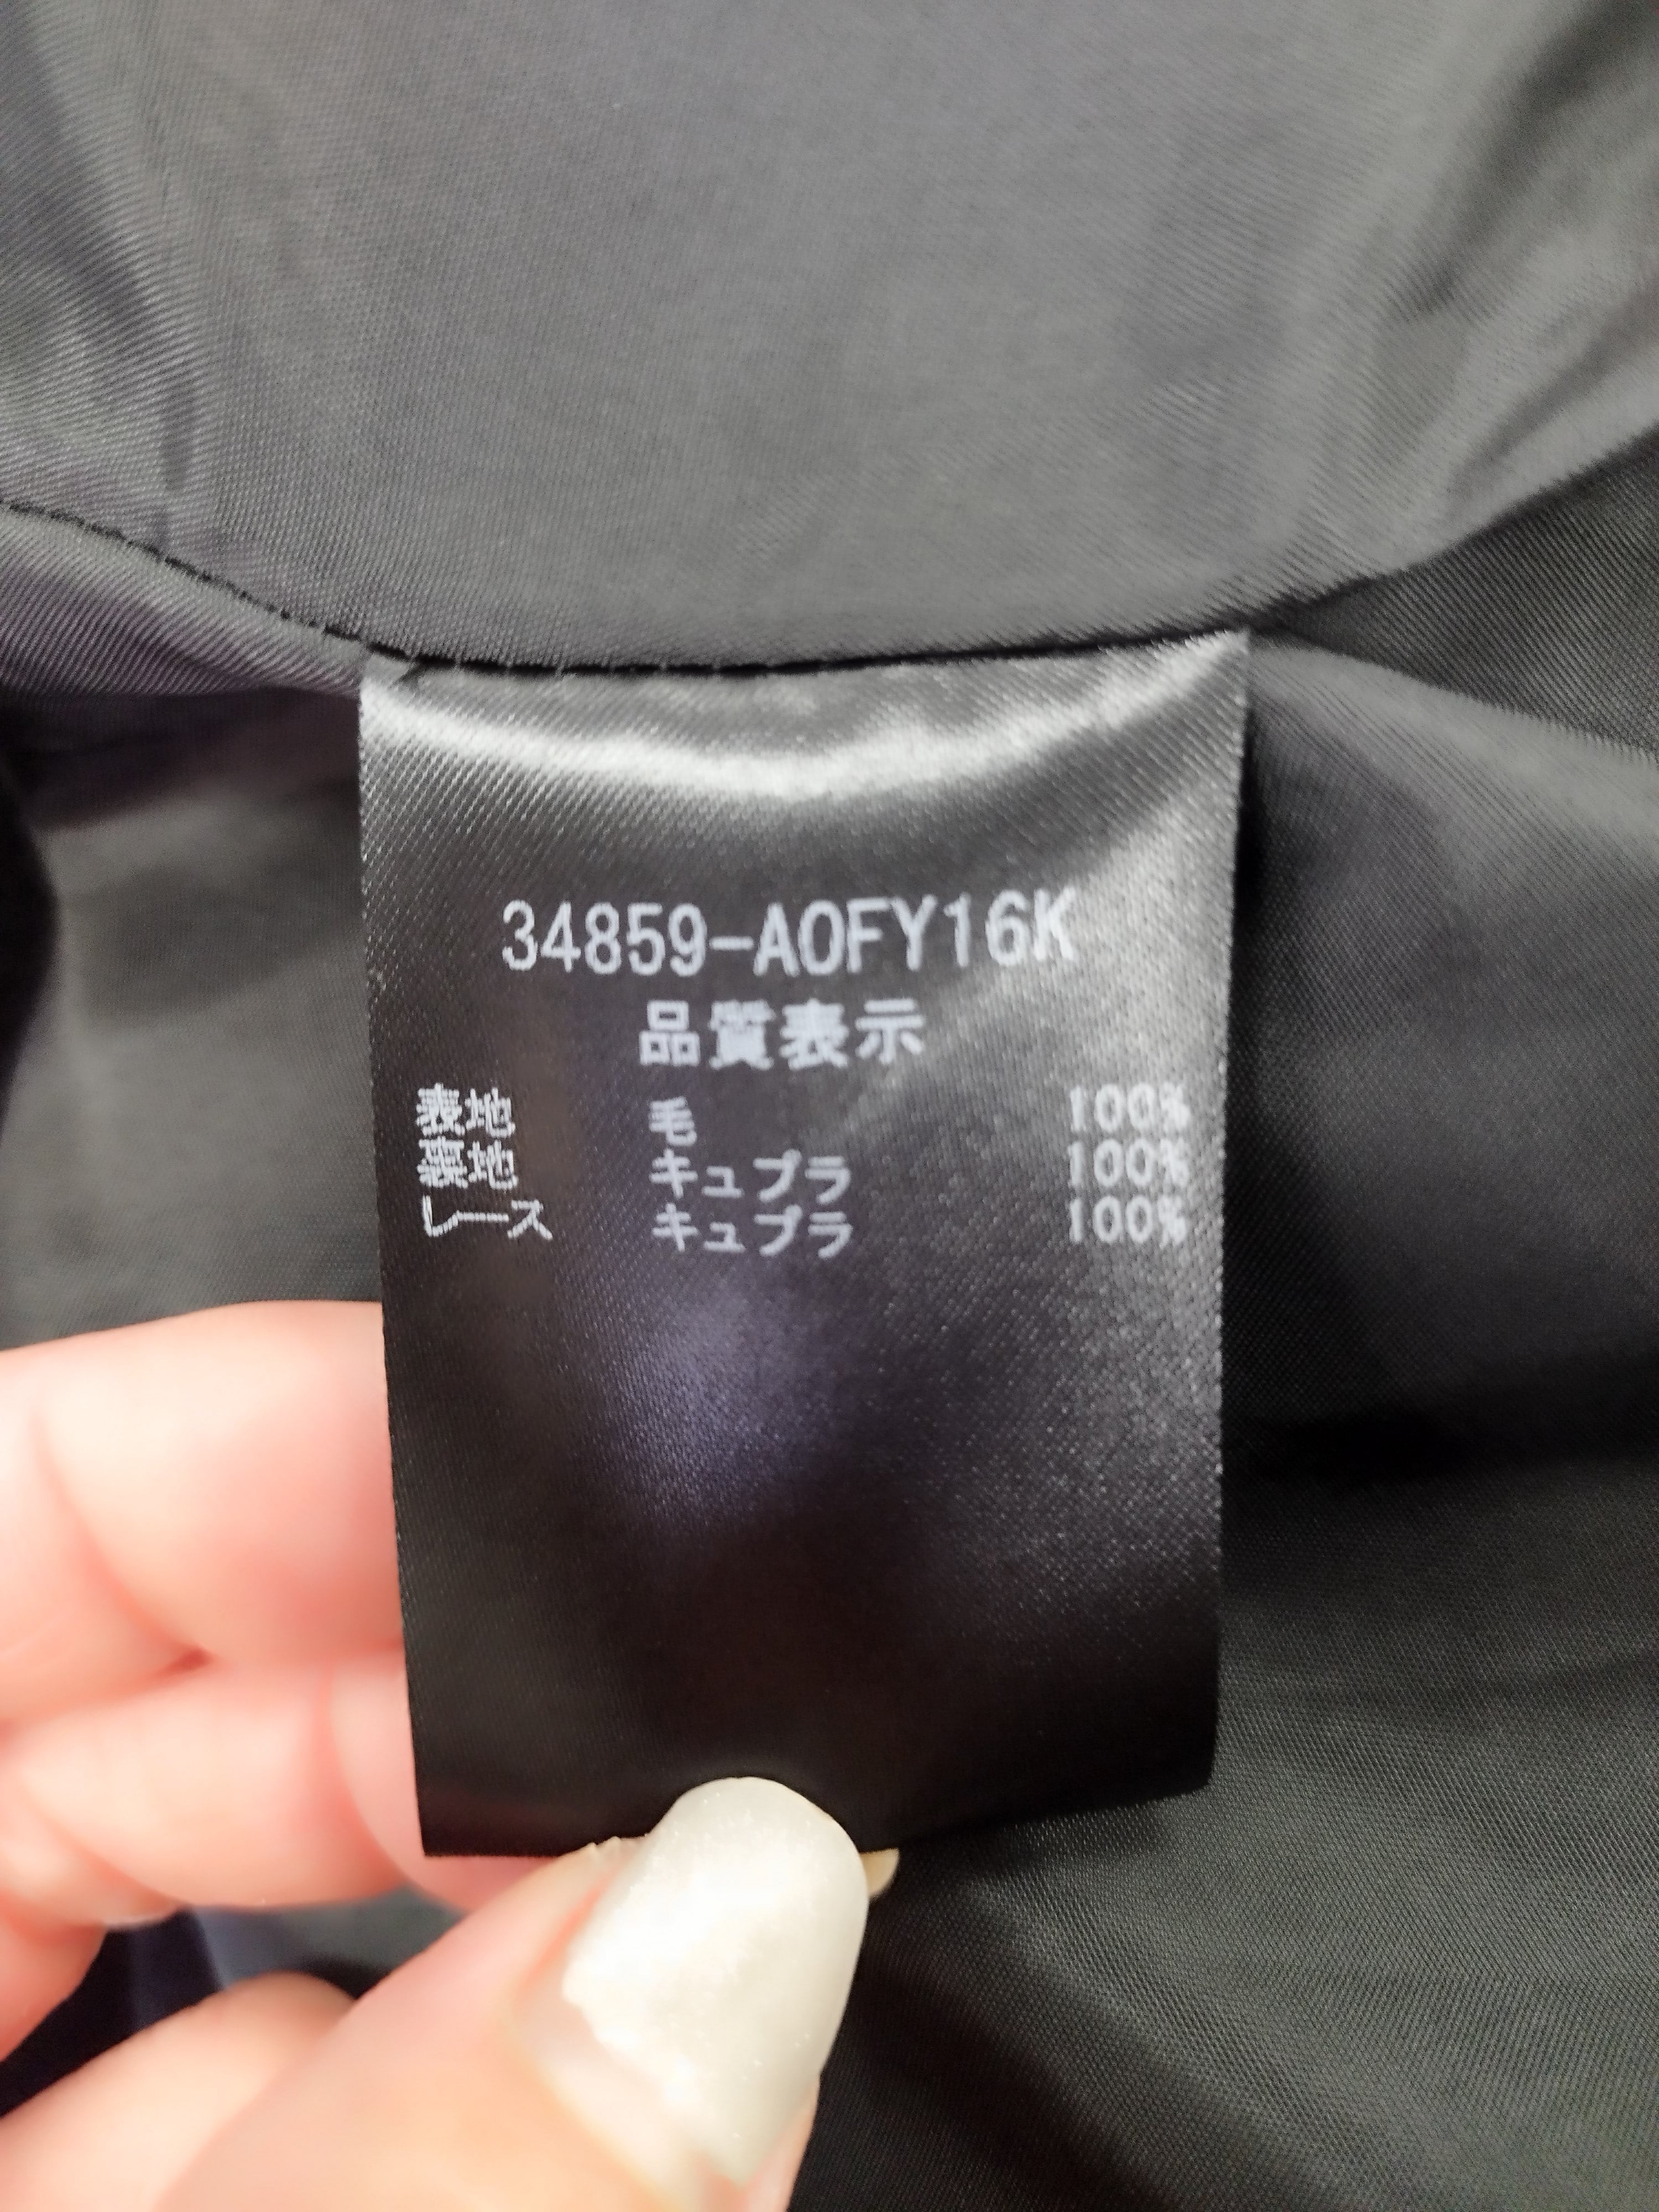 34859-A0FY16K
品質表示
表地 毛 100%
裏地 キュプラ 100%
レース キュプラ 100%